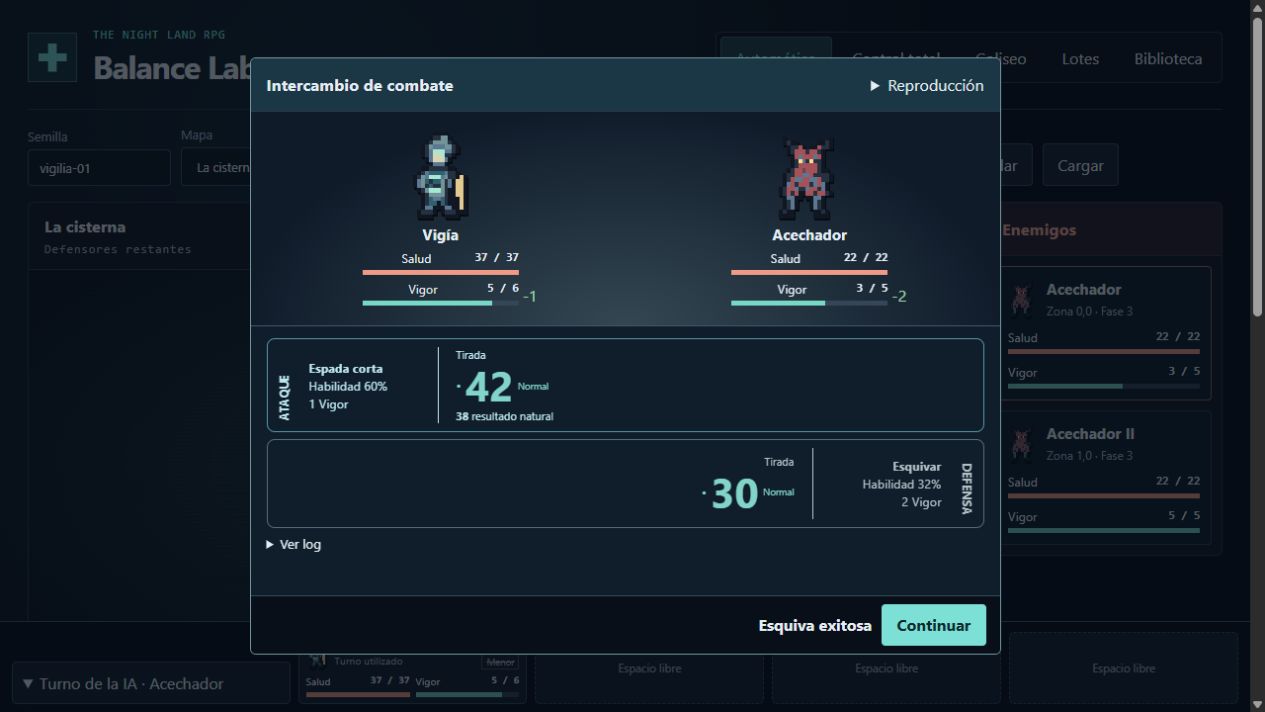 THE NIGHT LAND RPG
Balance Lab
Automático Control total Coliseo Lotes Biblioteca
Semilla
Mapa
vigilia-01
La cistern
Cargar
La cisterna
Defensores restantes
Intercambio de combate
▶ Reproducción
Vigía
Salud 37 / 37
Vigor 5 / 6
-1
Acechador
Salud 22 / 22
Vigor 3 / 5
-2
ATAQUE
Espada corta
Habilidad 60%
1 Vigor
Tirada
· 42 Normal
38 resultado natural
Tirada
· 30 Normal
Esquivar
Habilidad 32%
2 Vigor
DEFENSA
▶ Ver log
Esquiva exitosa
Continuar
Enemigos
Acechador
Zona 0,0 · Fase 3
Salud 22 / 22
Vigor 3 / 5
Acechador II
Zona 1,0 · Fase 3
Salud 22 / 22
Vigor 5 / 5
▼ Turno de la IA · Acechador
Turno utilizado
Menor
Salud 37 / 37 Vigor 5 / 6
Espacio libre
Espacio libre
Espacio libre